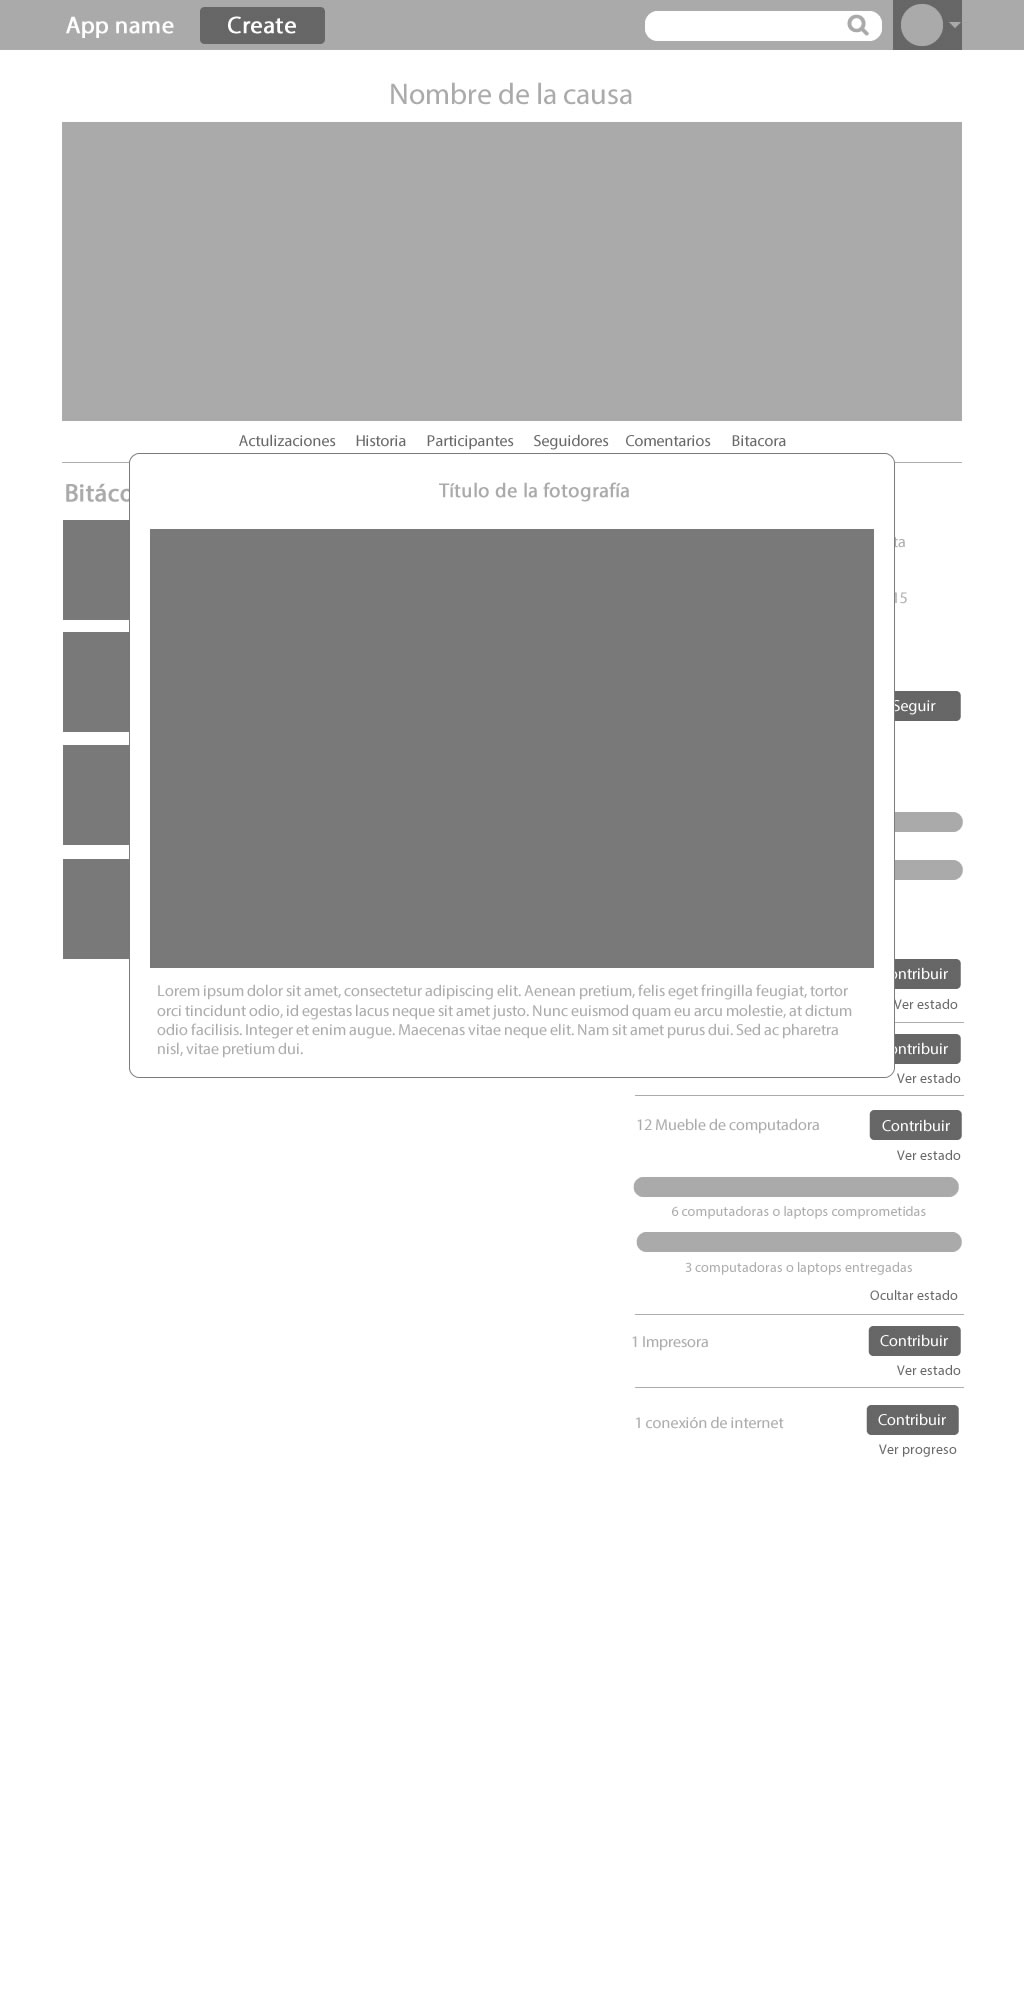 App name
Create
Nombre de la causa
Actulizaciones Historia Participantes Seguidores Comentarios Bitacora
Título de la fotografía
15
Seguir
Lorem ipsum dolor sit amet, consectetur adipiscing elit. Aenean pretium, felis eget fringilla feugiat, tortor
orci tincidunt odio, id egestas lacus neque sit amet justo. Nunc euismod quam eu arcu molestie, at dictum
odio facilisis. Integer et enim augue. Maecenas vitae neque elit. Nam sit amet purus dui. Sed ac pharetra
nisl, vitae pretium dui.
Ver estado
Ver estado
12 Mueble de computadora
Contribuir
Ver estado
6 computadoras o laptops comprometidas
3 computadoras o laptops entregadas
Ocultar estado
1 Impresora
Contribuir
Ver estado
1 conexión de internet
Contribuir
Ver progreso